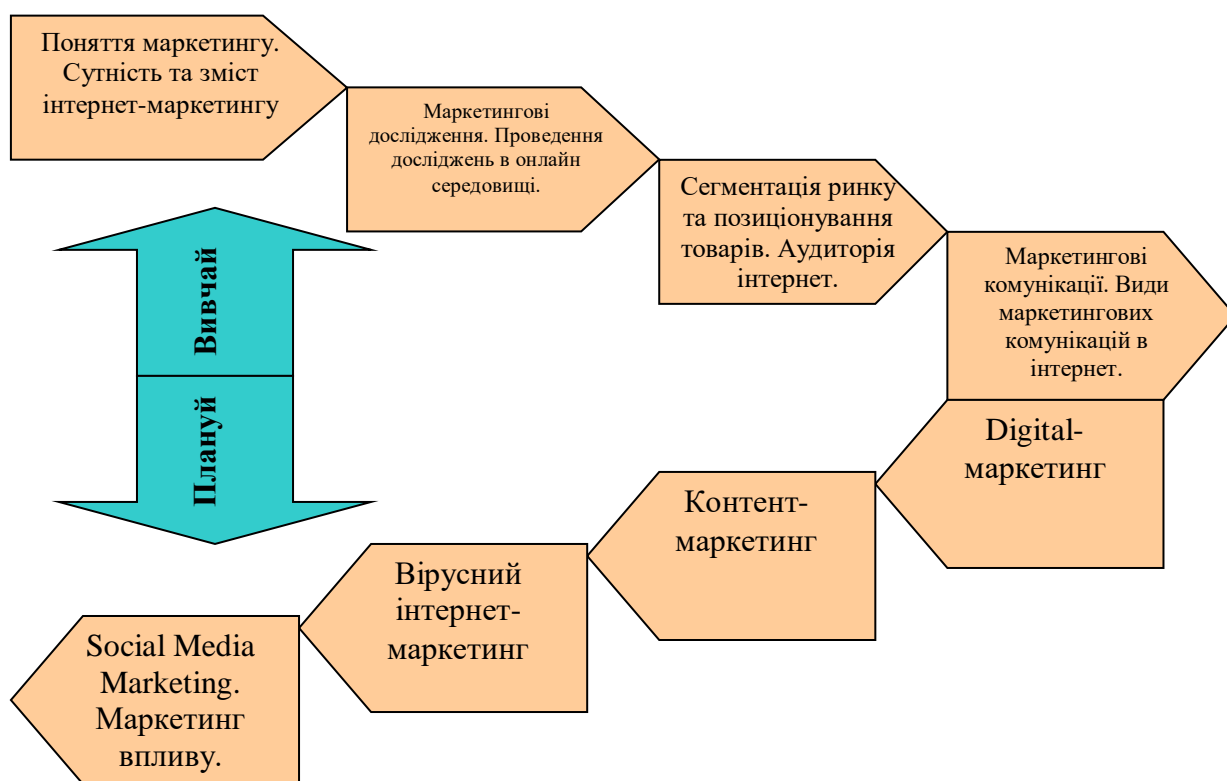 Поняття маркетингу.
Сутність та зміст
інтернет-маркетингу
Маркетингові
дослідження. Проведення
досліджень в онлайн
середовищі.
Сегментація ринку
та позиціонування
товарів. Аудиторія
інтернет.
Маркетингові
комунікації. Види
маркетингових
комунікацій в
інтернет.
Вивчай
Плануй
Digital-
маркетинг
Контент-
маркетинг
Вірусний
інтернет-
маркетинг
Social Media
Marketing.
Маркетинг
впливу.